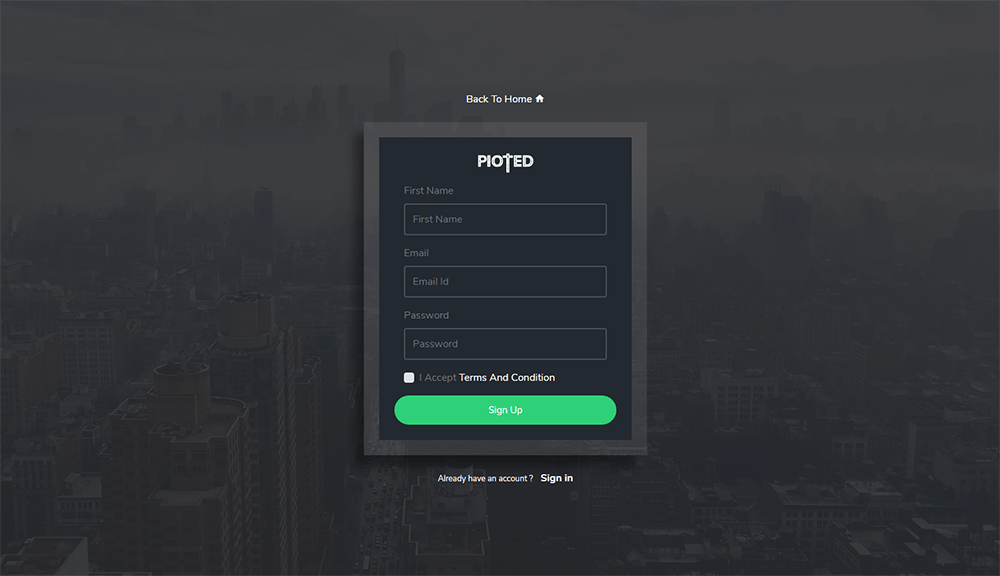 Back To Home
PIOTED
First Name
First Name
Email
Email Id
Password
Password
I Accept Terms And Condition
Sign Up
Already have an account ? Sign in